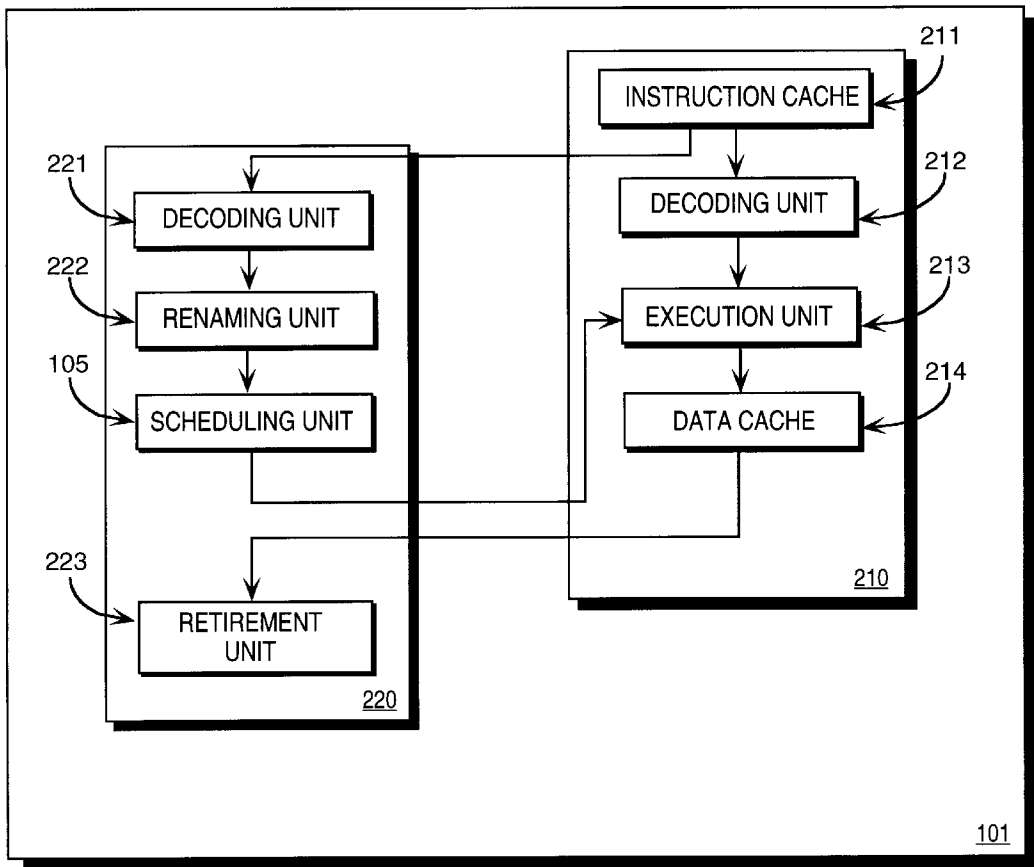 211
INSTRUCTION CACHE
221
212
DECODING UNIT
DECODING UNIT
222
213
RENAMING UNIT
EXECUTION UNIT
105
214
SCHEDULING UNIT
DATA CACHE
223
210
RETIREMENT
UNIT
220
101